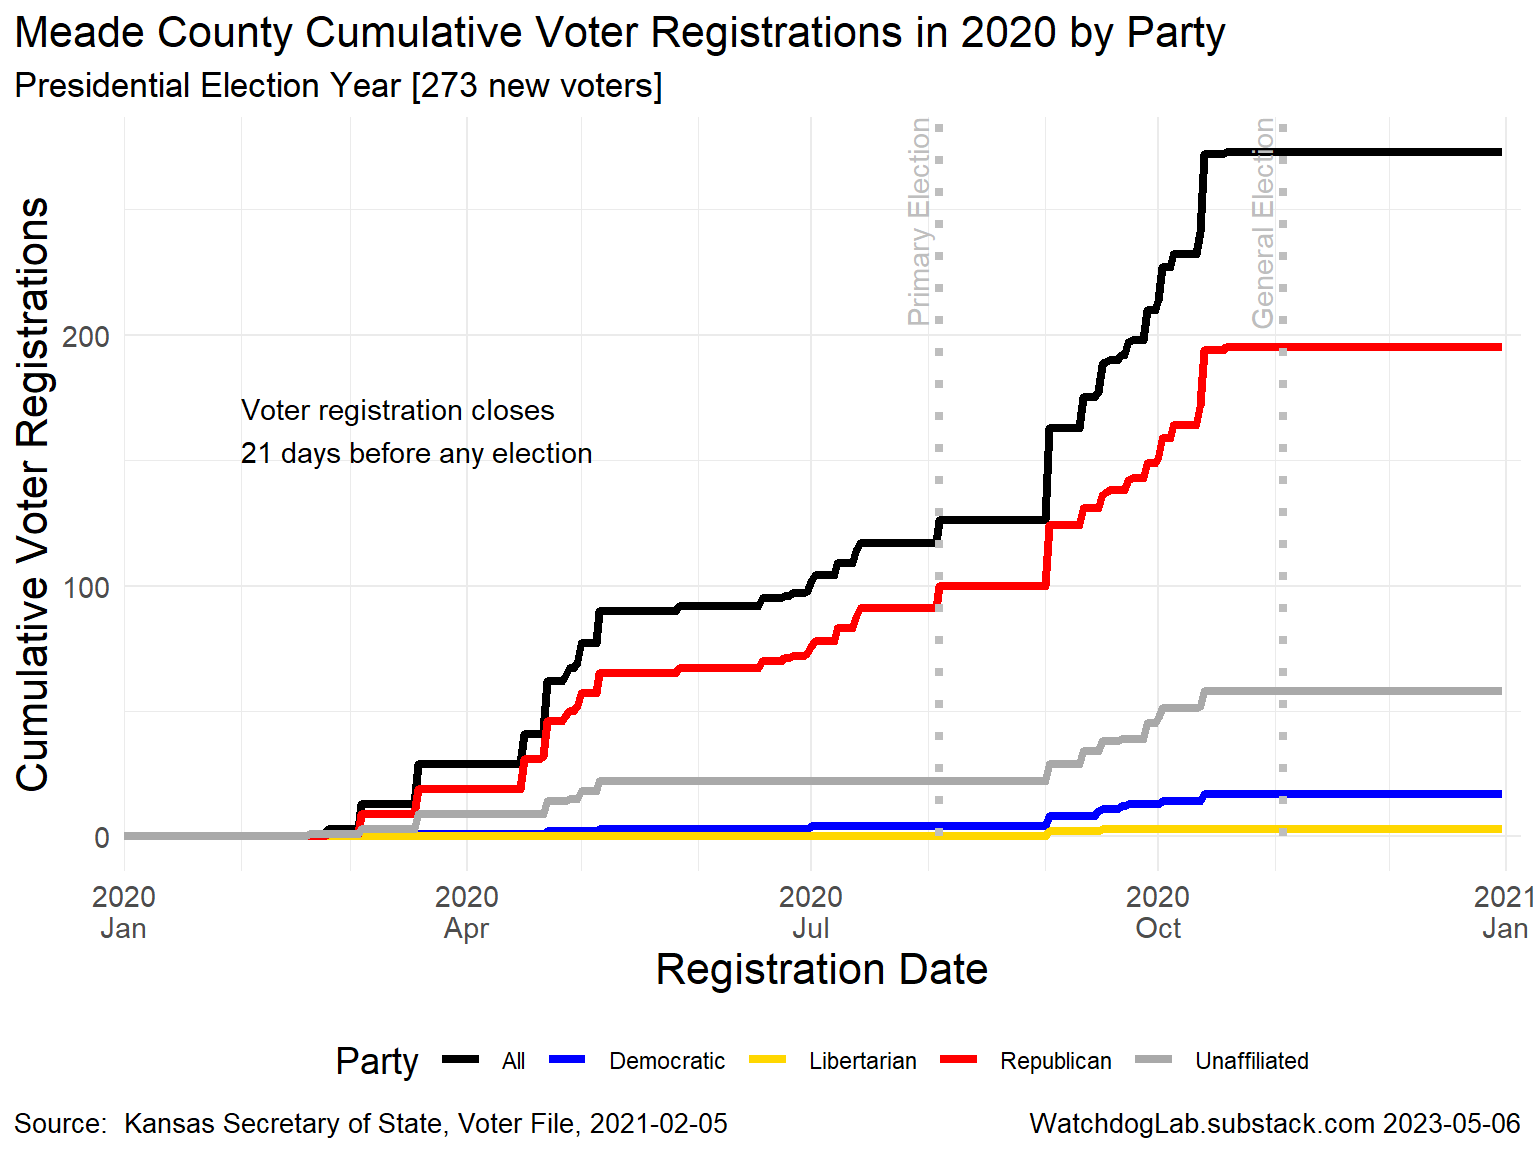 Meade County Cumulative Voter Registrations in 2020 by Party
Presidential Election Year [273 new voters]
Cumulative Voter Registrations
200
100
0
Primary Election
General Election
Voter registration closes
21 days before any election
2020 2020 2020 2020 2021
Jan Apr Jul Oct Jan
Registration Date
Party All Democratic Libertarian Republican Unaffiliated
Source:  Kansas Secretary of State, Voter File, 2021-02-05 WatchdogLab.substack.com 2023-05-06